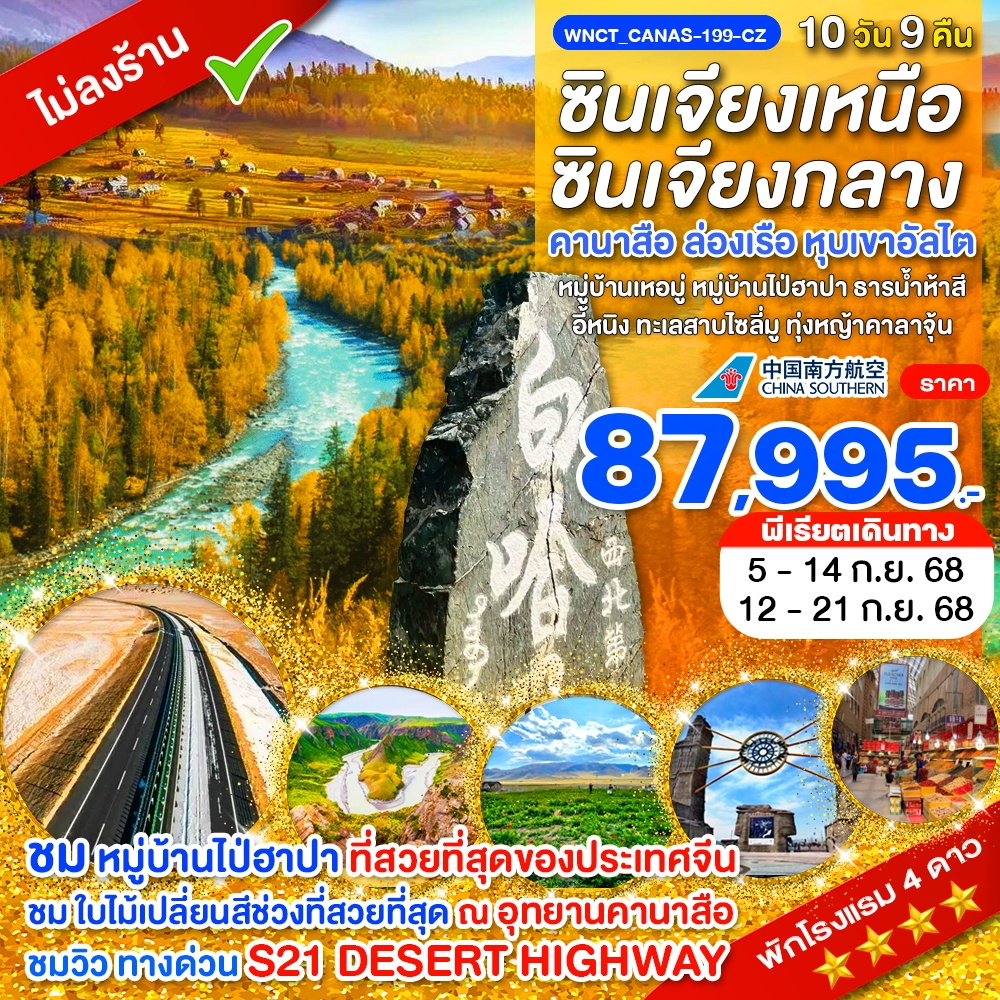 ไม่ลงร้าน
WNCT_CANAS-199-CZ
10 วัน 9 คืน
ซินเจียงเหนือ
ซินเจียงกลาง
คานาสือ ล่องเรือ หุบเขาอัลไต
หมู่บ้านเหอมู่ หมู่บ้านไป๋ฮาปา ธารน้ำห้าสี
อี้หนิง ทะเลสาบไซลี่มู ทุ่งหญ้าคาลาจุ้น
中国南方航空
CHINA SOUTHERN
ราคา
87,995.-
พีเรียตเดินทาง
5 - 14 ก.ย. 68
12 - 21 ก.ย. 68
白哈
西北第
ชม หมู่บ้านไป๋ฮาปา ที่สวยที่สุดของประเทศจีน
ชม ใบไม้เปลี่ยนสีช่วงที่สวยที่สุด ณ อุทยานคานาสือ
ชมวิว ทางด่วน S21 DESERT HIGHWAY
พักโรงแรม 4 ดาว